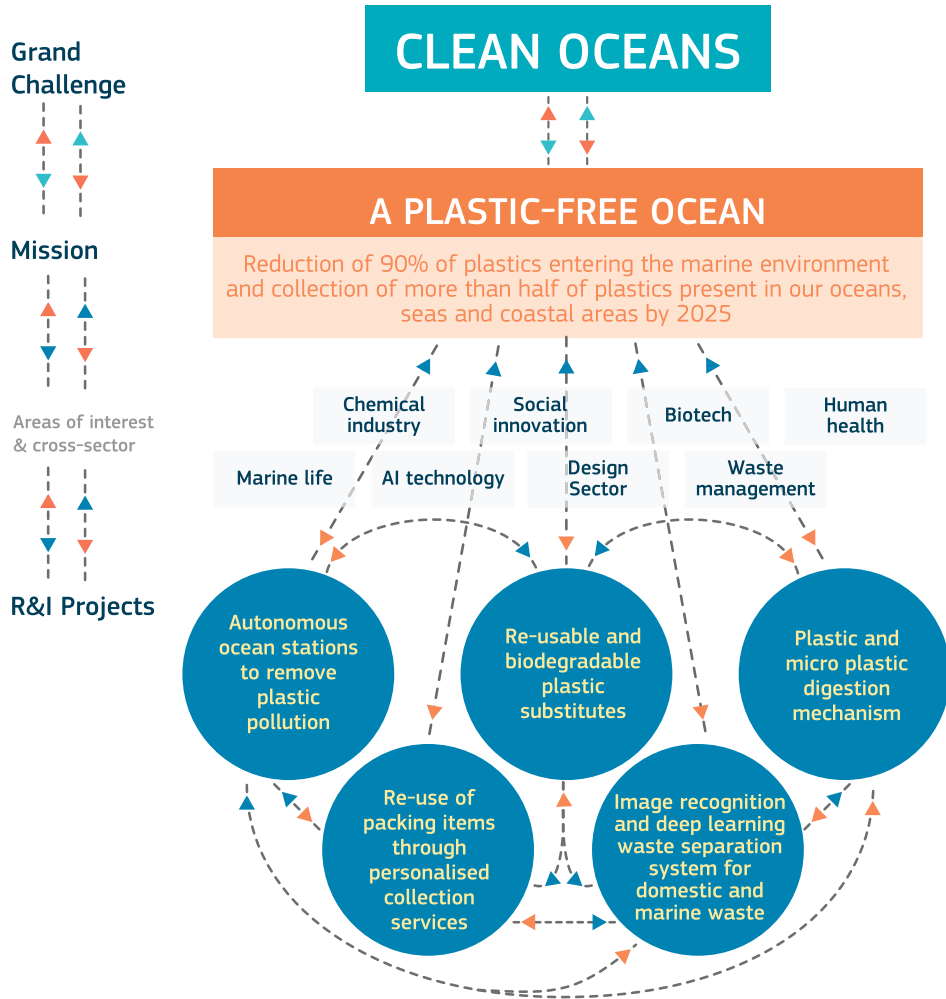 CLEAN OCEANS
Grand
Challenge
A PLASTIC-FREE OCEAN
Mission
Reduction of 90% of plastics entering the marine environment
and collection of more than half of plastics present in our oceans,
seas and coastal areas by 2025
Areas of interest
& cross-sector
Chemical
industry
Social
innovation
Biotech
Human
health
Marine life
AI technology
Design
Sector
Waste
management
R&I Projects
Autonomous
ocean stations
to remove
plastic
pollution
Re-usable and
biodegradable
plastic
substitutes
Plastic and
micro plastic
digestion
mechanism
Re-use of
packing items
through
personalised
collection
services
Image recognition
and deep learning
waste separation
system for
domestic and
marine waste